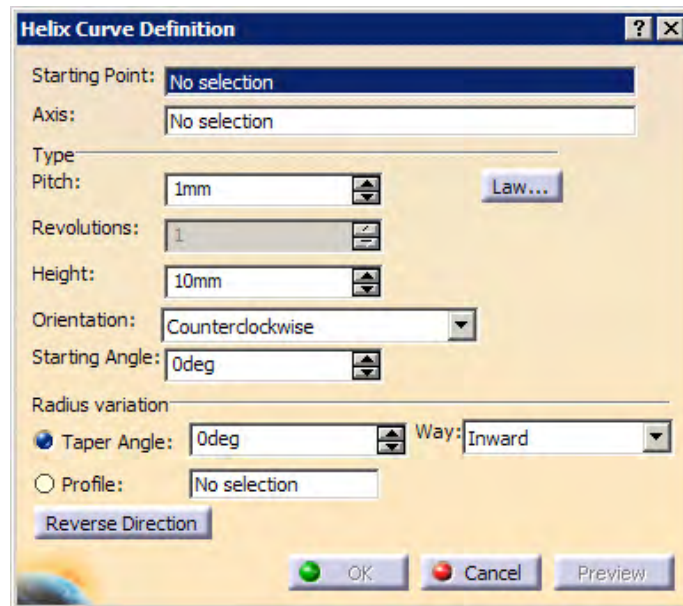 Helix Curve Definition ? X
Starting Point: No selection
Axis: No selection
Type
Pitch: 1mm Law...
Revolutions: 1
Height: 10mm
Orientation: Counterclockwise
Starting Angle: 0deg
Radius variation
Taper Angle: 0deg Way: Inward
Profile: No selection
Reverse Direction
OK Cancel Preview